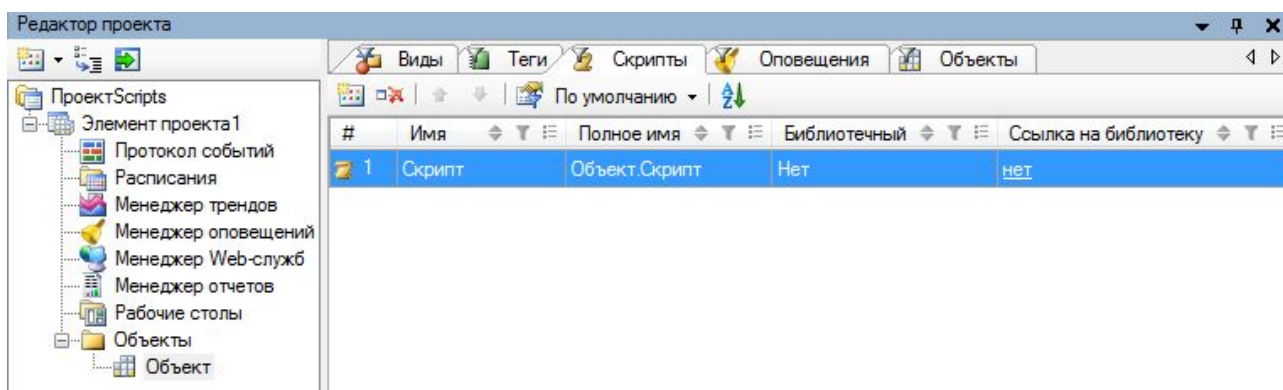 Редактор проекта
Виды Теги Скрипты Оповещения Объекты
По умолчанию
ПроектScripts
Элемент проекта1
Протокол событий
Расписания
Менеджер трендов
Менеджер оповещений
Менеджер Web-служб
Менеджер отчетов
Рабочие столы
Объекты
Объект
# Имя Полное имя Библиотечный Ссылка на библиотеку
1 Скрипт Объект.Скрипт Нет нет